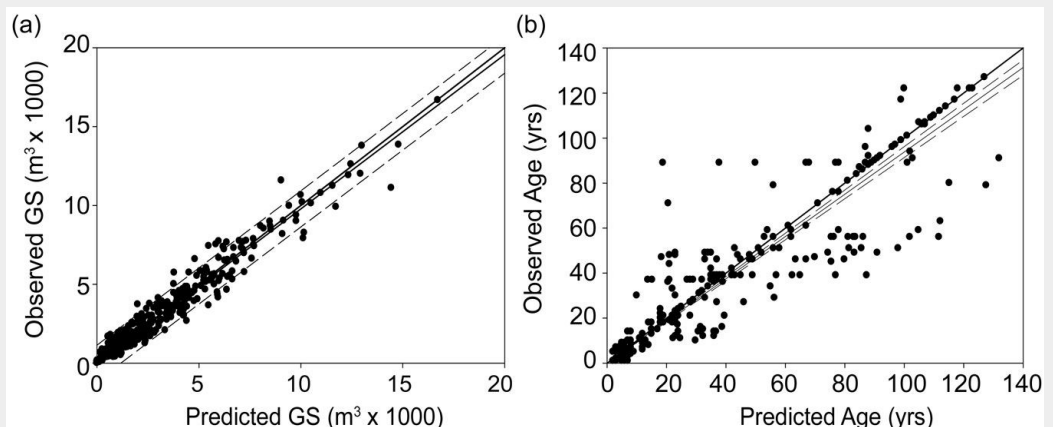 (a)
Observed GS (m³ x 1000)
20
15
10
5
0
0 5 10 15 20
Predicted GS (m³ x 1000)
(b)
Observed Age (yrs)
140
120
100
80
60
40
20
0
0 20 40 60 80 100 120 140
Predicted Age (yrs)